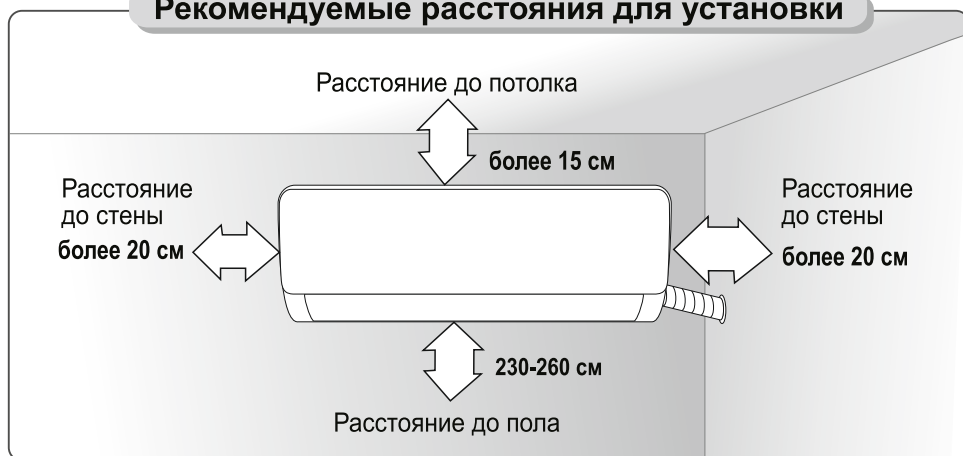 Рекомендуемые расстояния для установки
Расстояние до потолка
более 15 см
Расстояние
до стены
более 20 см
Расстояние
до стены
более 20 см
230-260 см
Расстояние до пола